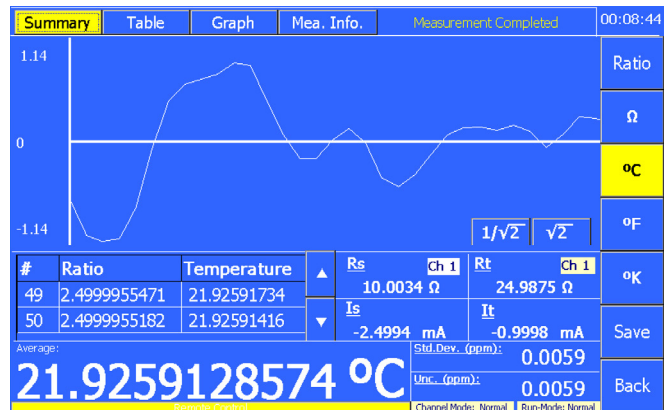 Summary Table Graph Mea. Info. Measurement Completed 00:08:44
1.14
Ratio
Ω
0
ºC
-1.14
1/√2 √2
ºF
# Ratio Temperature
49 2.4999955471 21.92591734
50 2.4999955182 21.92591416
▲
▼
Rs Ch 1
10.0034 Ω
Rt Ch 1
24.9875 Ω
Is
-2.4994 mA
It
-0.9998 mA
ºK
Save
Average:
21.9259128574 ºC
Std.Dev. (ppm):
0.0059
Unc. (ppm):
0.0059
Back
Remote Control
Channel Mode: Normal Run-Mode: Normal